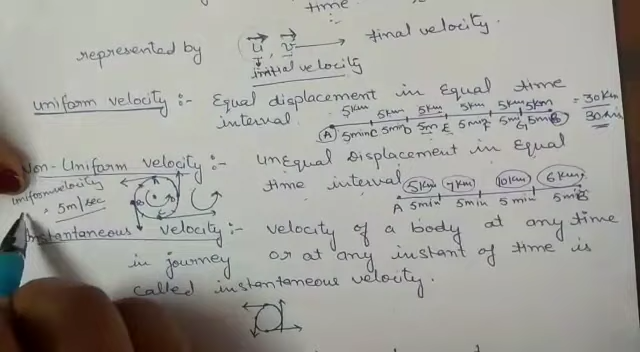 time.
represented by u , v → final velocity.
initial velocity
uniform velocity :- Equal displacement in Equal time
interval.
5km 5km 5km 5km 5km 5km = 30km
A 5min C 5min D 5m E 5min F 5min G 5min B 30min
Non-Uniform velocity :- unEqual Displacement in Equal
time interval.
5km 7km 10km 6km
A 5min 5min 5 min 5min B
uniform velocity
= 5m/sec
Instantaneous velocity :- velocity of a body at any time
in journey or at any instant of time is
called instantaneous velocity.